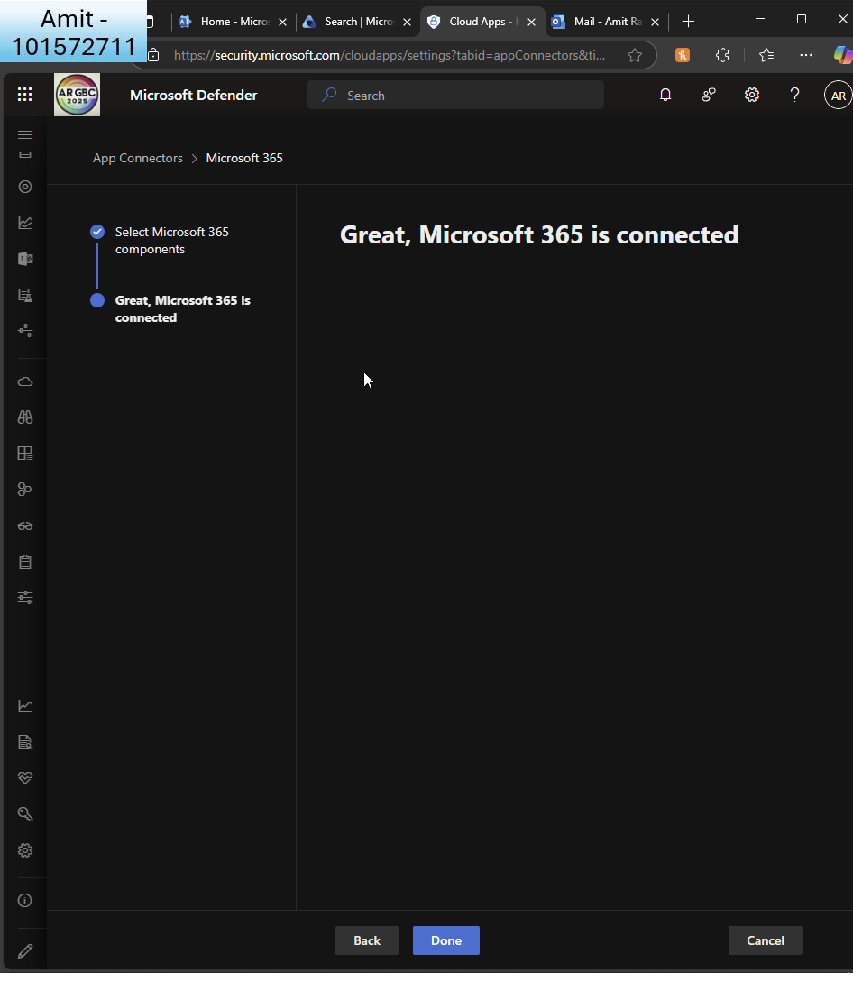 Amit -
101572711
Home - Micros
Search | Micro
Cloud Apps - M
Mail - Amit Ra
https://security.microsoft.com/cloudapps/settings?tabid=appConnectors&ti...
AR GBC
2025
Microsoft Defender
Search
AR
App Connectors > Microsoft 365
Select Microsoft 365
components
Great, Microsoft 365 is
connected
Great, Microsoft 365 is connected
Back
Done
Cancel